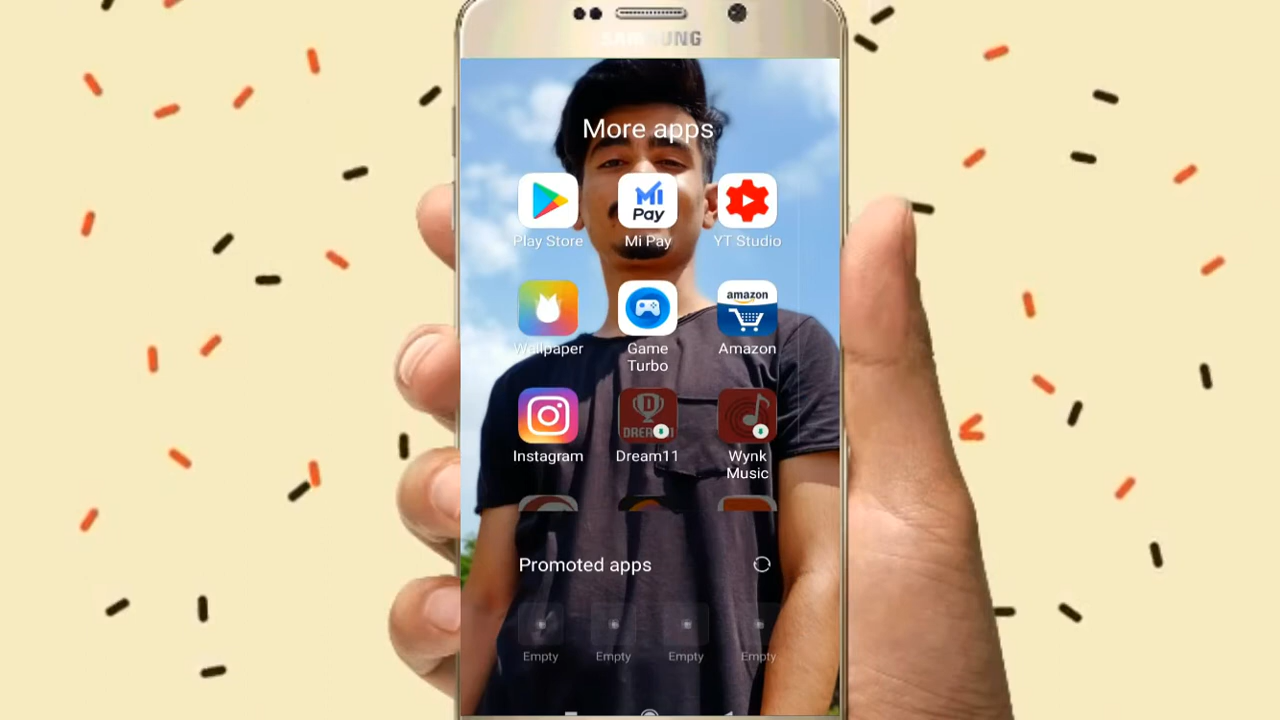 SAMSUNG
More apps
Mi
Pay
Play Store
Mi Pay
YT Studio
amazon
Wallpaper
Game
Turbo
Amazon
D
DREAM11
Instagram
Dream11
Wynk
Music
Promoted apps
Empty
Empty
Empty
Empty